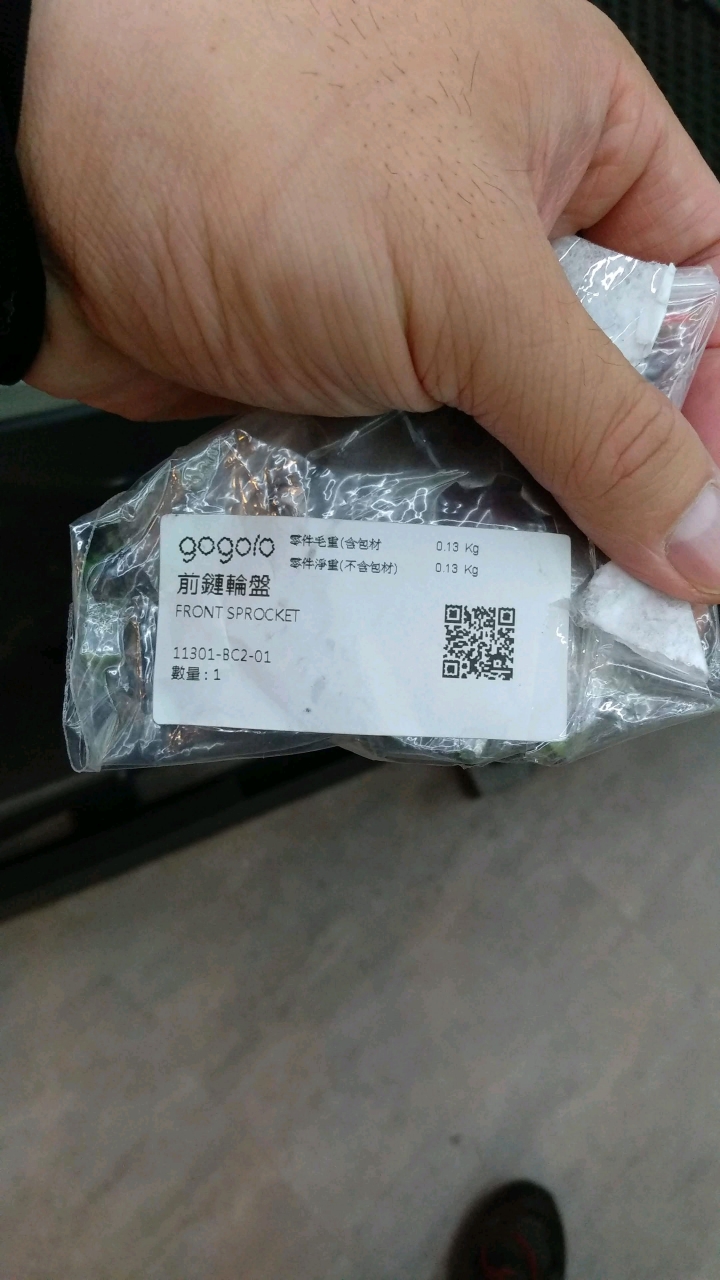 gogoro
零件毛重(含包材 0.13 Kg
零件淨重(不含包材) 0.13 Kg
前鏈輪盤
FRONT SPROCKET
11301-BC2-01
數量 : 1